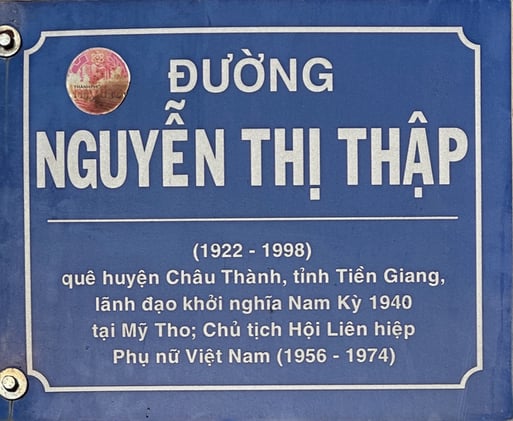 ĐƯỜNG
NGUYỄN THỊ THẬP
(1922 - 1998)
quê huyện Châu Thành, tỉnh Tiền Giang,
lãnh đạo khởi nghĩa Nam Kỳ 1940
tại Mỹ Tho; Chủ tịch Hội Liên hiệp
Phụ nữ Việt Nam (1956 - 1974)